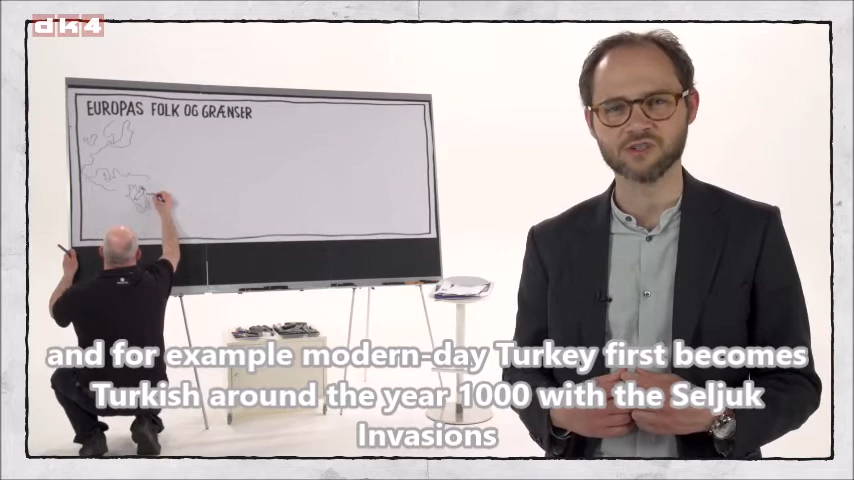 dk4
EUROPAS FOLK OG GRÆNSER
and for example modern-day Turkey first becomes
Turkish around the year 1000 with the Seljuk
Invasions